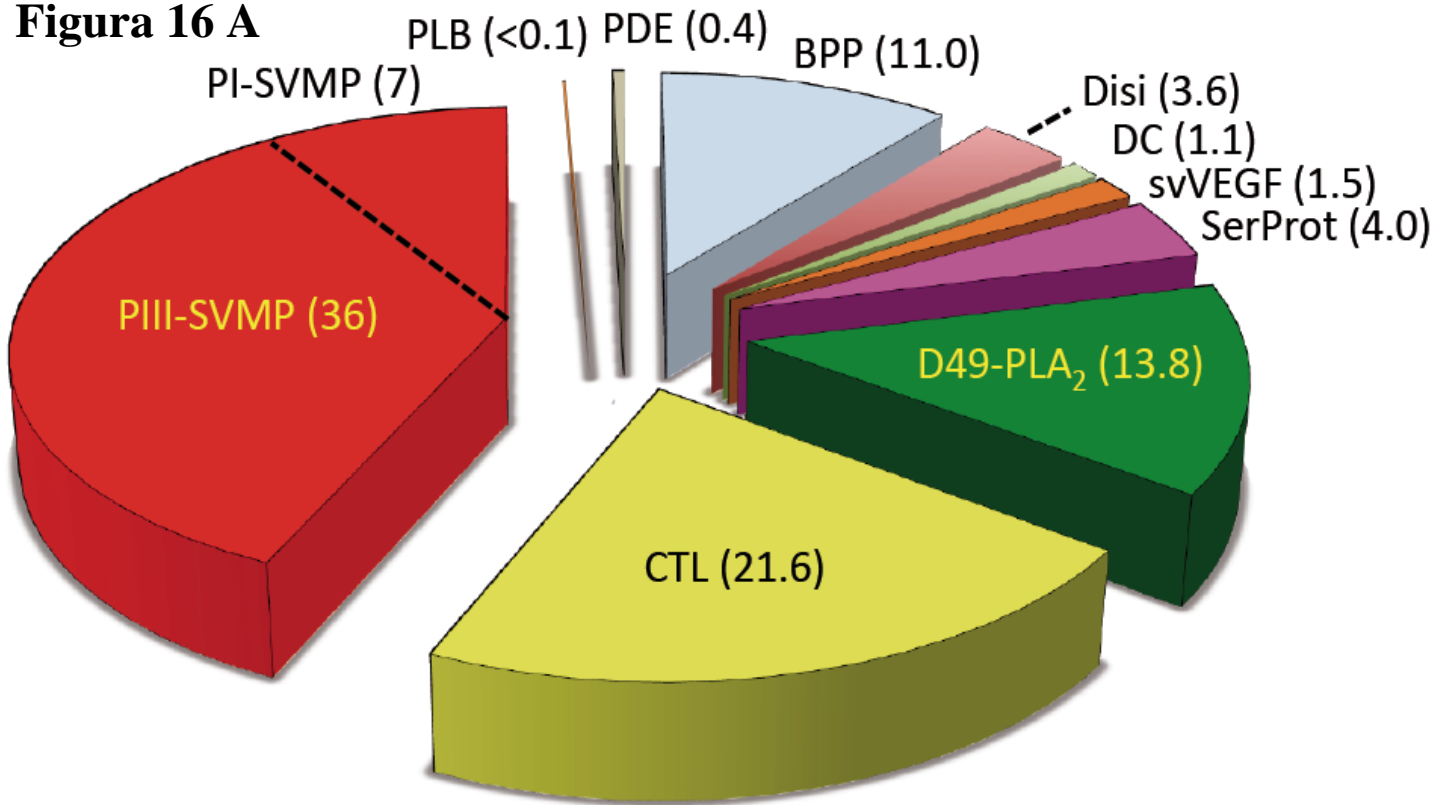 Figura 16 A
PLB (<0.1)
PDE (0.4)
BPP (11.0)
PI-SVMP (7)
Disi (3.6)
DC (1.1)
svVEGF (1.5)
SerProt (4.0)
PIII-SVMP (36)
D49-PLA₂ (13.8)
CTL (21.6)